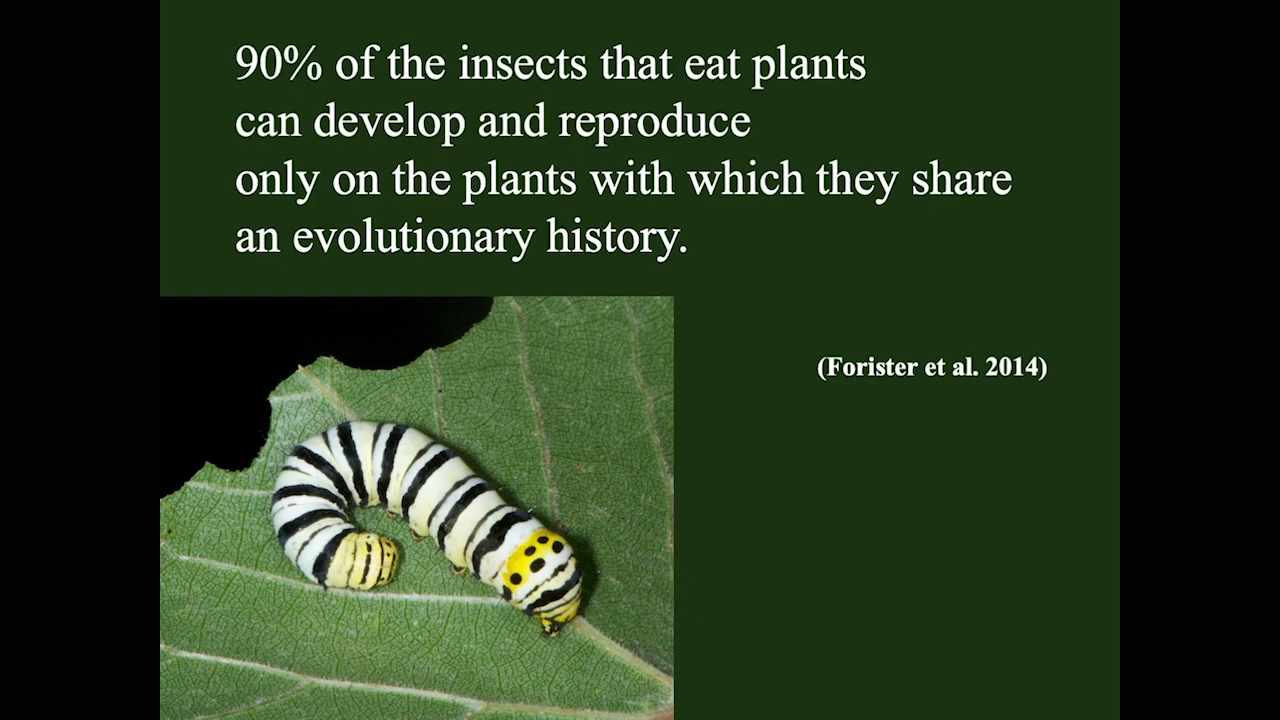 90% of the insects that eat plants
can develop and reproduce
only on the plants with which they share
an evolutionary history.
(Forister et al. 2014)